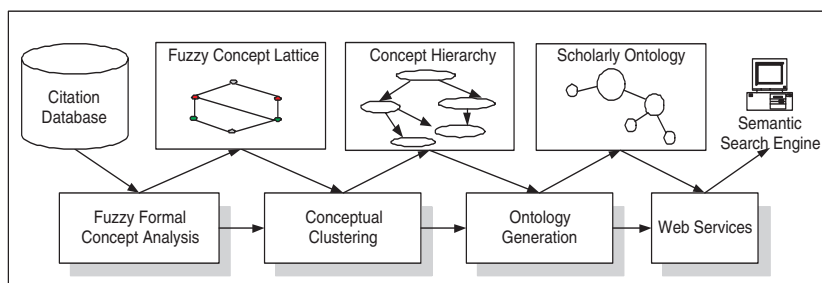 Fuzzy Concept Lattice
Concept Hierarchy
Scholarly Ontology
Citation
Database
Semantic
Search Engine
Fuzzy Formal
Concept Analysis
Conceptual
Clustering
Ontology
Generation
Web Services